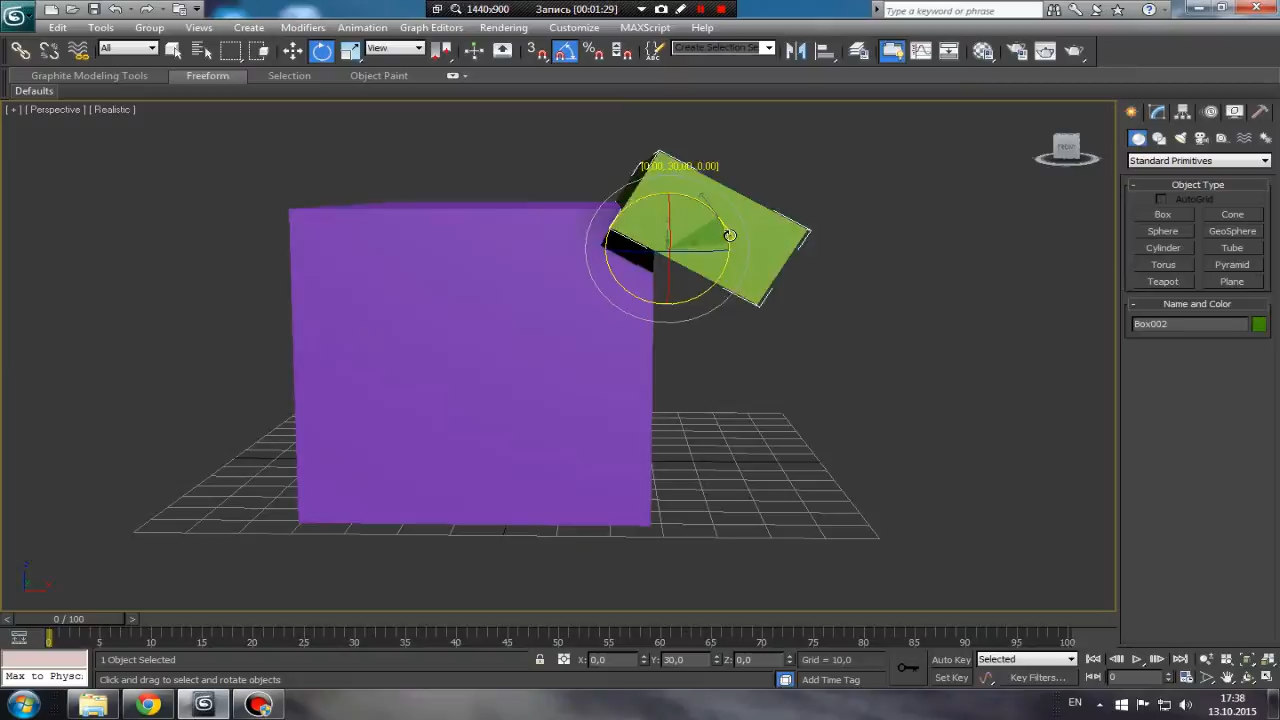 1440x900 Запись [00:01:29]
Type a keyword or phrase
Edit Tools Group Views Create Modifiers Animation Graph Editors Rendering Customize MAXScript Help
All View 3 Create Selection Se
Graphite Modeling Tools Freeform Selection Object Paint
Defaults
[ + ] [ Perspective ] [ Realistic ]
FRONT
Standard Primitives
[0.00, 30.00, 0.00]
Object Type
AutoGrid
Box Cone
Sphere GeoSphere
Cylinder Tube
Torus Pyramid
Teapot Plane
Name and Color
Box002
0 / 100
0 5 10 15 20 25 30 35 40 45 50 55 60 65 70 75 80 85 90 95 100
1 Object Selected X: 0,0 Y: 30,0 Z: 0,0 Grid = 10,0 Auto Key Selected
Max to Physc: Click and drag to select and rotate objects Add Time Tag Set Key Key Filters... 0
EN 17:38
13.10.2015